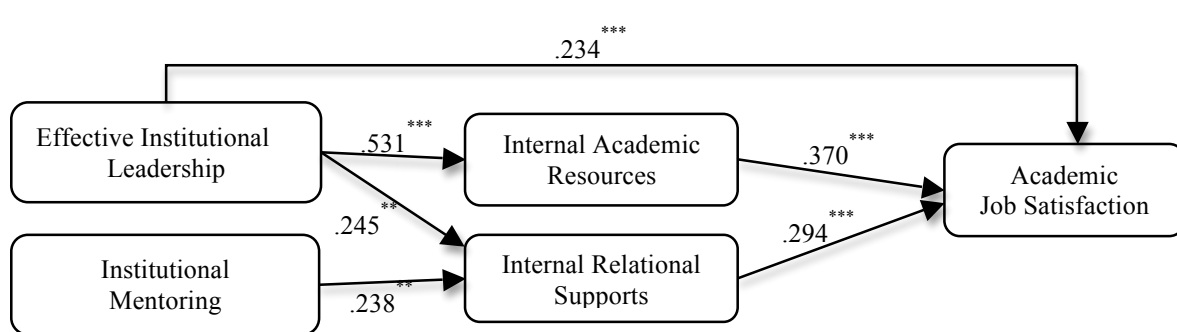 .234***
Effective Institutional
Leadership
.531***
Internal Academic
Resources
.370***
Academic
Job Satisfaction
.245**
.294***
Institutional
Mentoring
.238**
Internal Relational
Supports